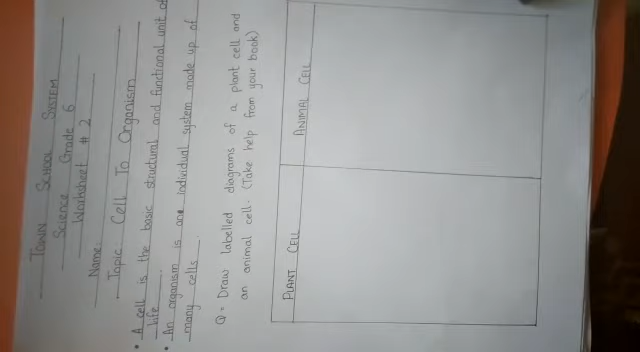 TOWN SCHOOL SYSTEM
Science Grade 6
Worksheet # 2
Name:
Topic Cell To Organism
• A cell is the basic structural and functional unit of
life.
• An organism is an individual system made up of
many cells.
Q= Draw labelled diagrams of a plant cell and
an animal cell. (Take help from your book)
PLANT CELL
ANIMAL CELL